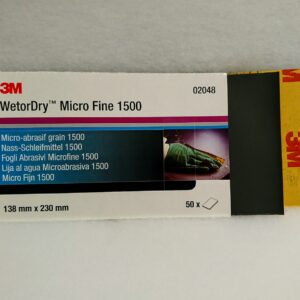 3M
02048
WetorDry™ Micro Fine 1500
Micro-abrasif grain 1500
Nass-Schleifmittel 1500
Fogli Abrasivi Microfine 1500
Lija al agua Microabrasiva 1500
Micro Fijn 1500
138 mm x 230 mm
50 x